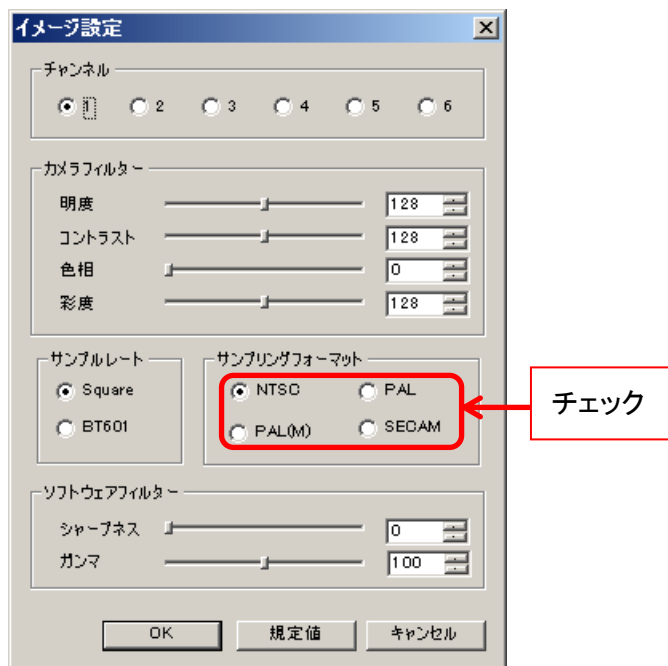 イメージ設定
チャンネル
1 2 3 4 5 6
カメラフィルター
明度 128
コントラスト 128
色相 0
彩度 128
サンプルレート
Square
BT601
サンプリングフォーマット
NTSC PAL
PAL(M) SECAM
チェック
ソフトウェアフィルター
シャープネス 0
ガンマ 100
OK 規定値 キャンセル